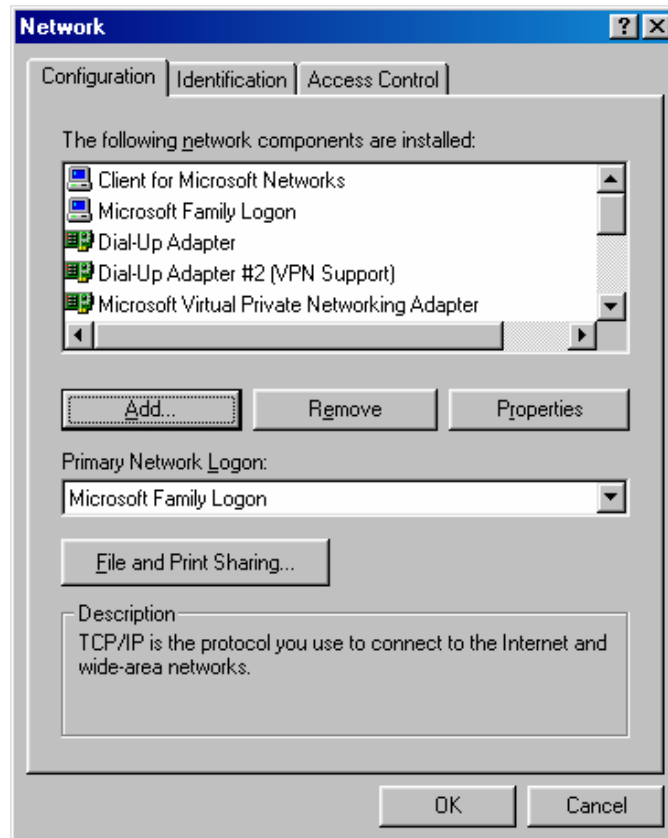 Network
Configuration Identification Access Control
The following network components are installed:
Client for Microsoft Networks
Microsoft Family Logon
Dial-Up Adapter
Dial-Up Adapter #2 (VPN Support)
Microsoft Virtual Private Networking Adapter
Add... Remove Properties
Primary Network Logon:
Microsoft Family Logon
File and Print Sharing...
Description
TCP/IP is the protocol you use to connect to the Internet and
wide-area networks.
OK Cancel